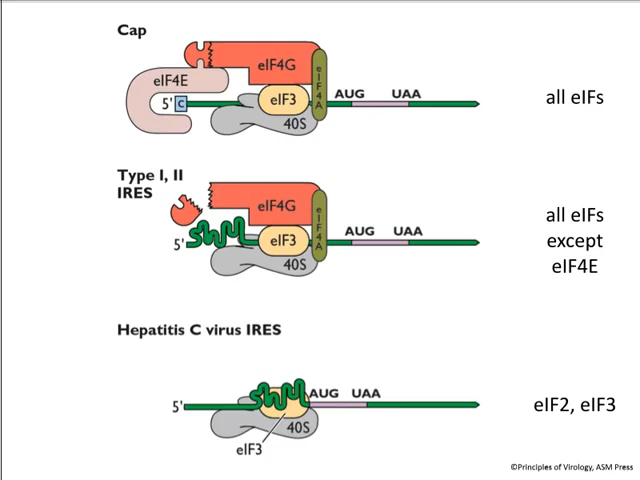 Cap
eIF4G
eIF4E
eIF4A
5' C
eIF3
AUG UAA
40S
all eIFs
Type I, II
IRES
eIF4G
eIF4A
5'
eIF3
AUG UAA
40S
all eIFs
except
eIF4E
Hepatitis C virus IRES
AUG UAA
5'
40S
eIF3
eIF2, eIF3
©Principles of Virology, ASM Press